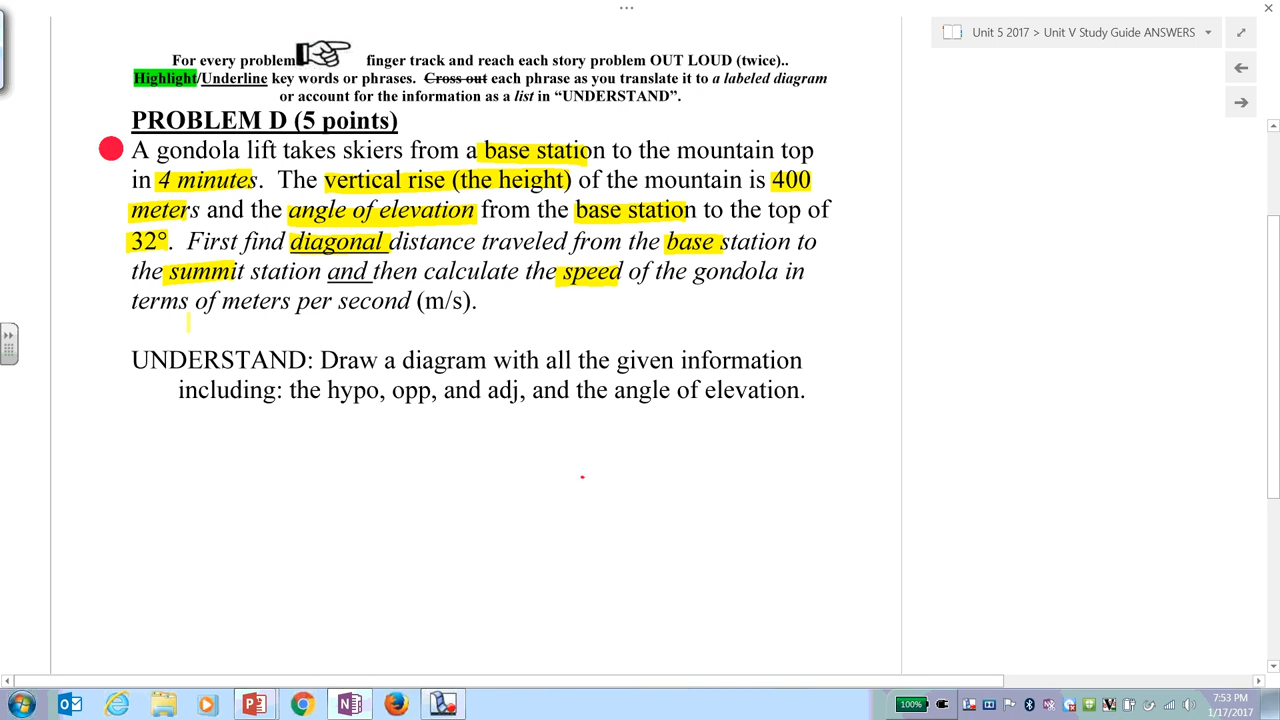 Unit 5 2017 > Unit V Study Guide ANSWERS
For every problem finger track and reach each story problem OUT LOUD (twice)..
Highlight/Underline key words or phrases. Cross out each phrase as you translate it to a labeled diagram
or account for the information as a list in “UNDERSTAND”.
PROBLEM D (5 points)
A gondola lift takes skiers from a base station to the mountain top
in 4 minutes. The vertical rise (the height) of the mountain is 400
meters and the angle of elevation from the base station to the top of
32°. First find diagonal distance traveled from the base station to
the summit station and then calculate the speed of the gondola in
terms of meters per second (m/s).
UNDERSTAND: Draw a diagram with all the given information
including: the hypo, opp, and adj, and the angle of elevation.
100%
7:53 PM
1/17/2017